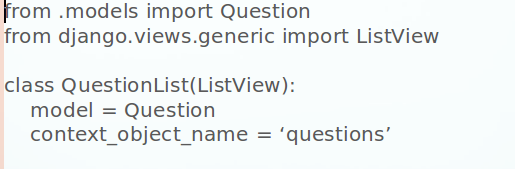 from .models import Question
from django.views.generic import ListView
class QuestionList(ListView):
model = Question
context_object_name = ‘questions’